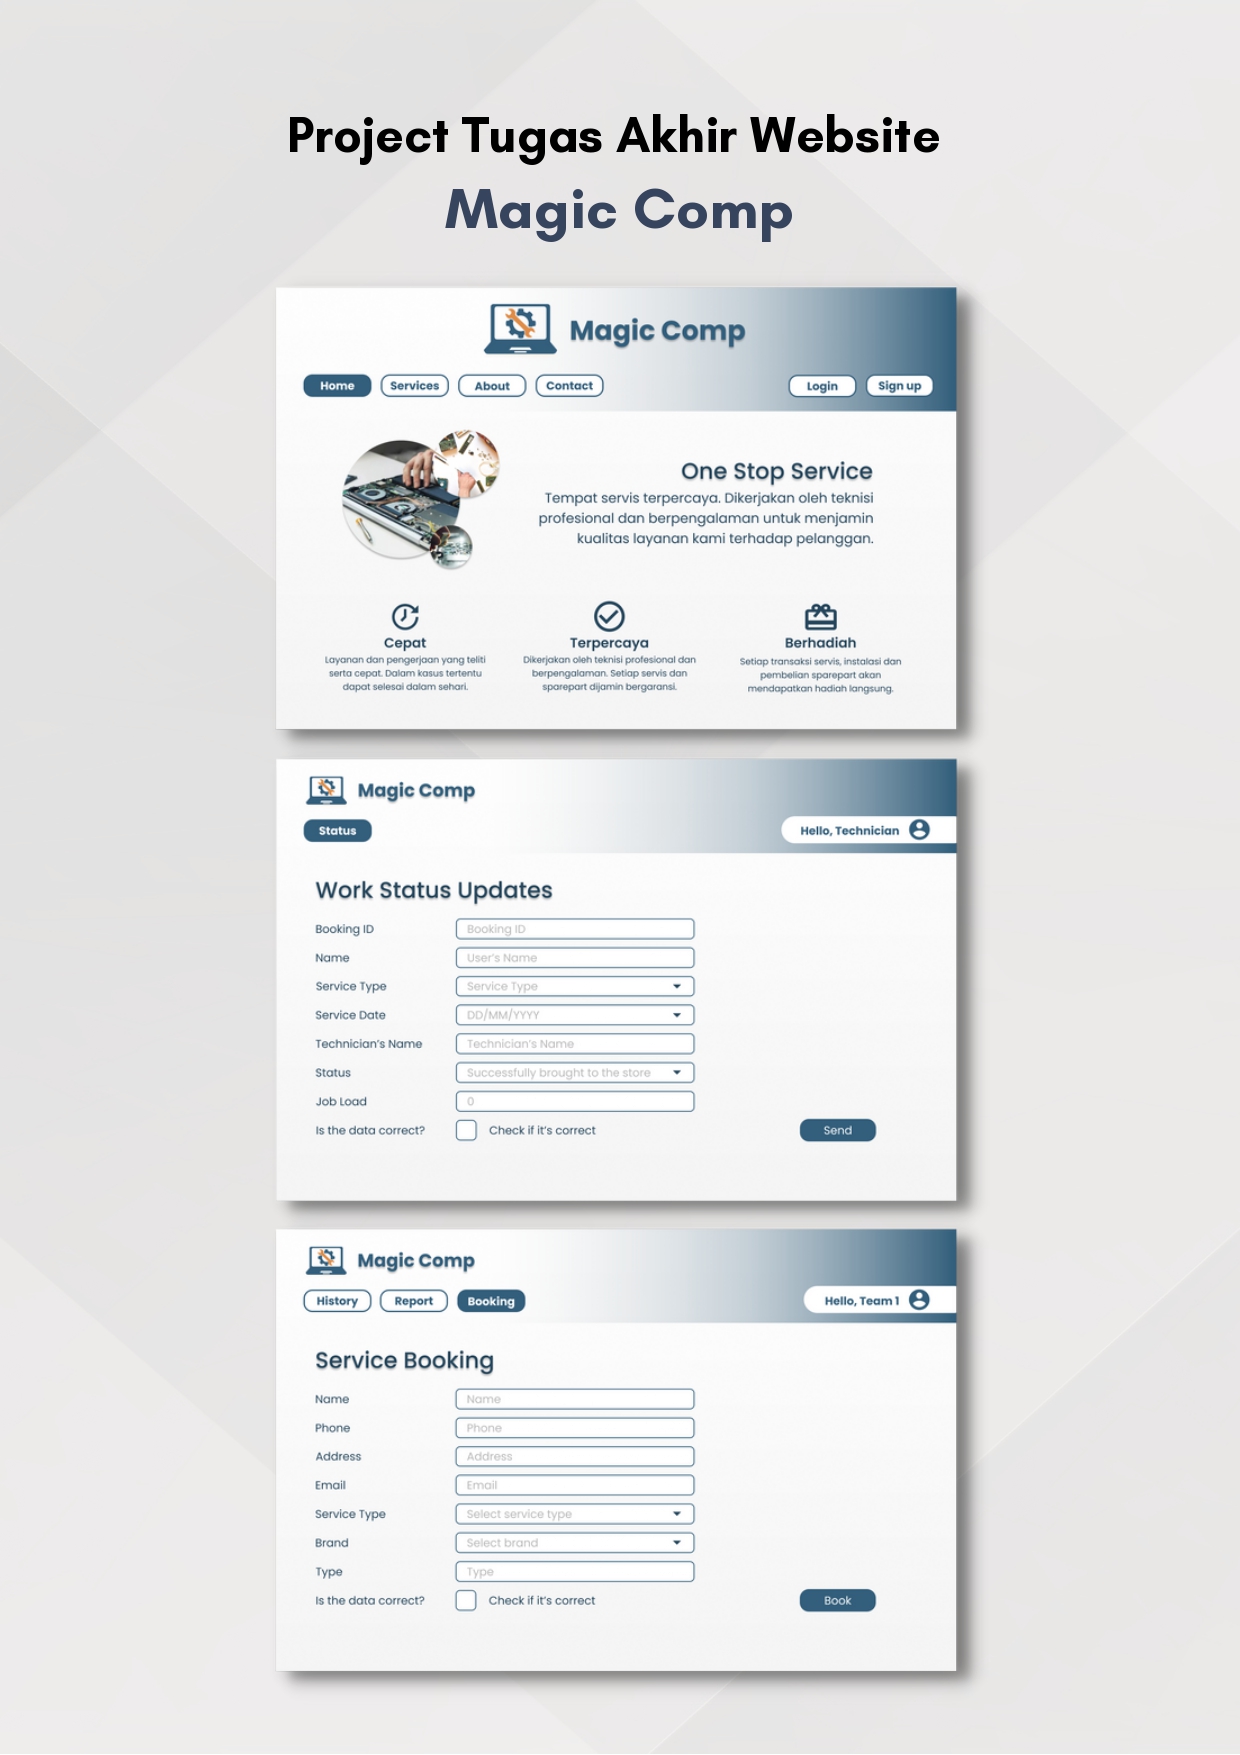 Project Tugas Akhir Website
Magic Comp
Magic Comp
Home Services About Contact Login Sign up
One Stop Service
Tempat servis terpercaya. Dikerjakan oleh teknisi
profesional dan berpengalaman untuk menjamin
kualitas layanan kami terhadap pelanggan.
Cepat
Layanan dan pengerjaan yang teliti
serta cepat. Dalam kasus tertentu
dapat selesai dalam sehari.
Terpercaya
Dikerjakan oleh teknisi profesional dan
berpengalaman. Setiap servis dan
sparepart dijamin bergaransi.
Berhadiah
Setiap transaksi servis, instalasi dan
pembelian sparepart akan
mendapatkan hadiah langsung.
Magic Comp
Status Hello, Technician
Work Status Updates
Booking ID Booking ID
Name User's Name
Service Type Service Type
Service Date DD/MM/YYYY
Technician's Name Technician's Name
Status Successfully brought to the store
Job Load 0
Is the data correct? Check if it's correct Send
Magic Comp
History Report Booking Hello, Team 1
Service Booking
Name Name
Phone Phone
Address Address
Email Email
Service Type Select service type
Brand Select brand
Type Type
Is the data correct? Check if it's correct Book